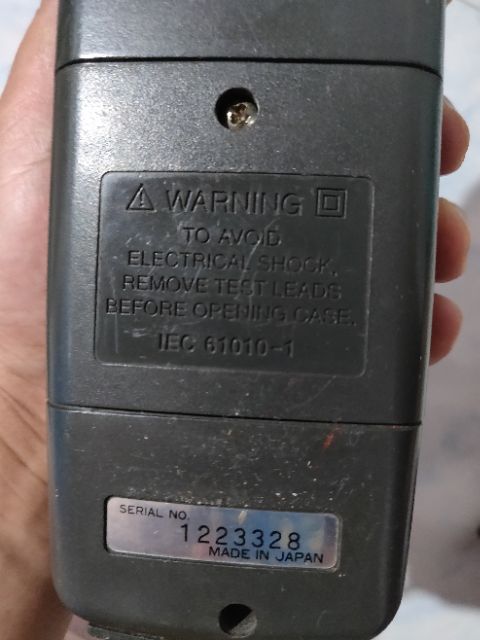 ⚠ WARNING
TO AVOID
ELECTRICAL SHOCK,
REMOVE TEST LEADS
BEFORE OPENING CASE.
IEC 61010-1
SERIAL NO.
1223328
MADE IN JAPAN